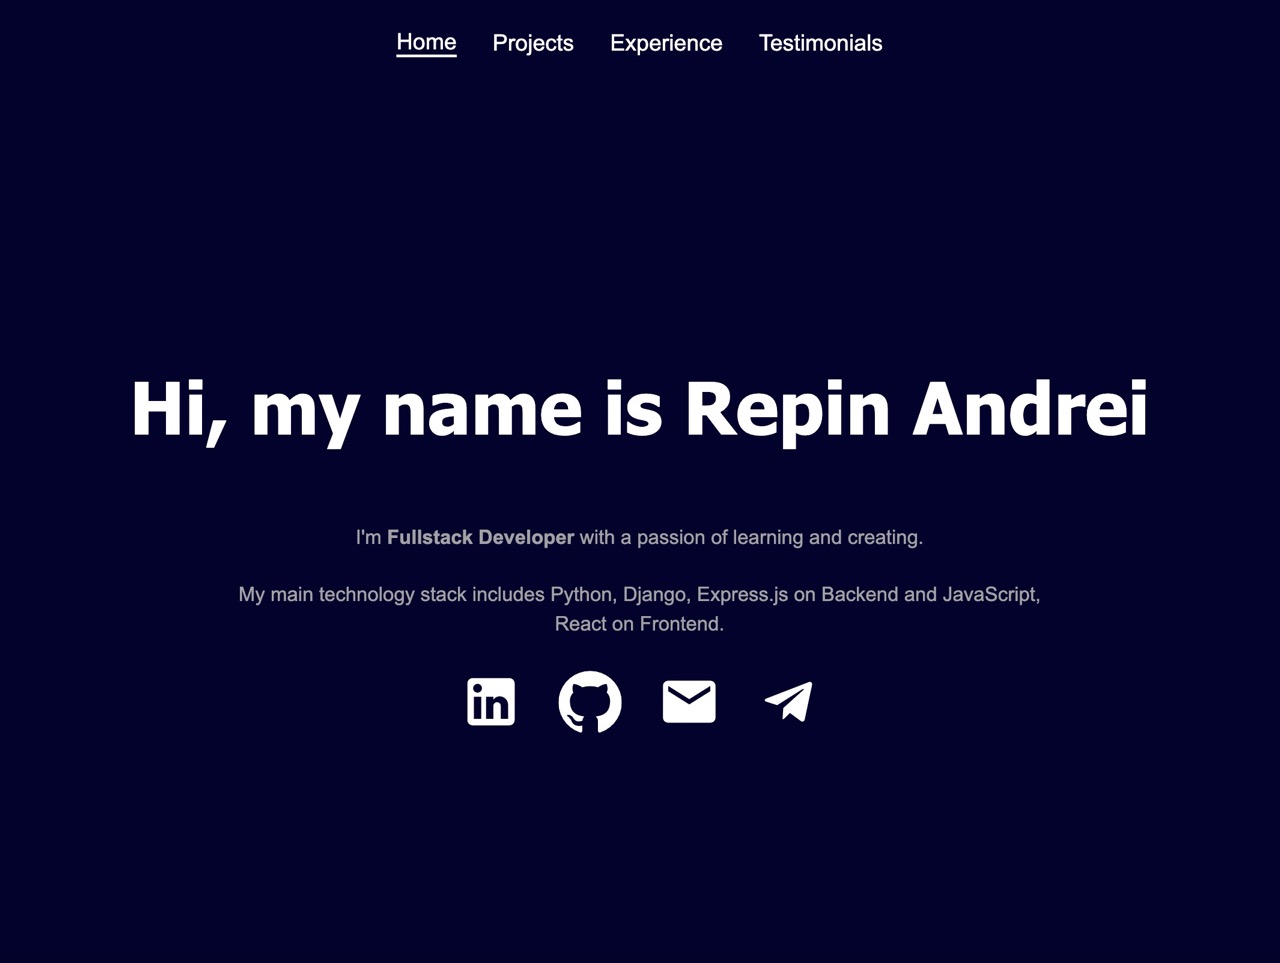 Home Projects Experience Testimonials
Hi, my name is Repin Andrei
I'm Fullstack Developer with a passion of learning and creating.
My main technology stack includes Python, Django, Express.js on Backend and JavaScript,
React on Frontend.
in